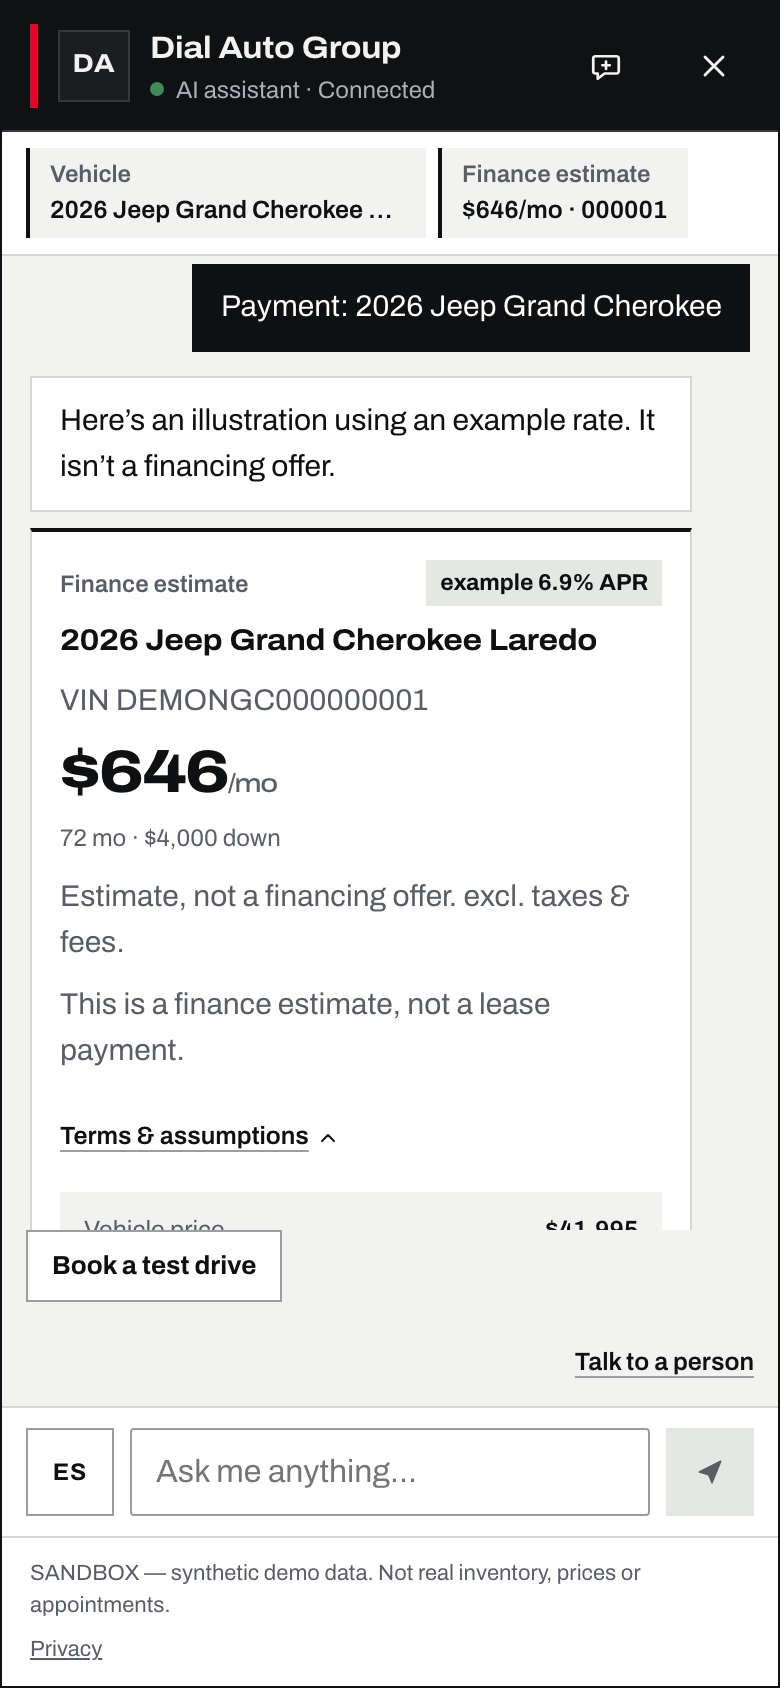 DA
Dial Auto Group
AI assistant · Connected
Vehicle
2026 Jeep Grand Cherokee …
Finance estimate
$646/mo · 000001
Payment: 2026 Jeep Grand Cherokee
Here’s an illustration using an example rate. It
isn’t a financing offer.
Finance estimate
example 6.9% APR
2026 Jeep Grand Cherokee Laredo
VIN DEMONGC000000001
$646/mo
72 mo · $4,000 down
Estimate, not a financing offer. excl. taxes &
fees.
This is a finance estimate, not a lease
payment.
Terms & assumptions
Vehicle price
$41,995
Book a test drive
Talk to a person
ES
Ask me anything...
SANDBOX — synthetic demo data. Not real inventory, prices or
appointments.
Privacy